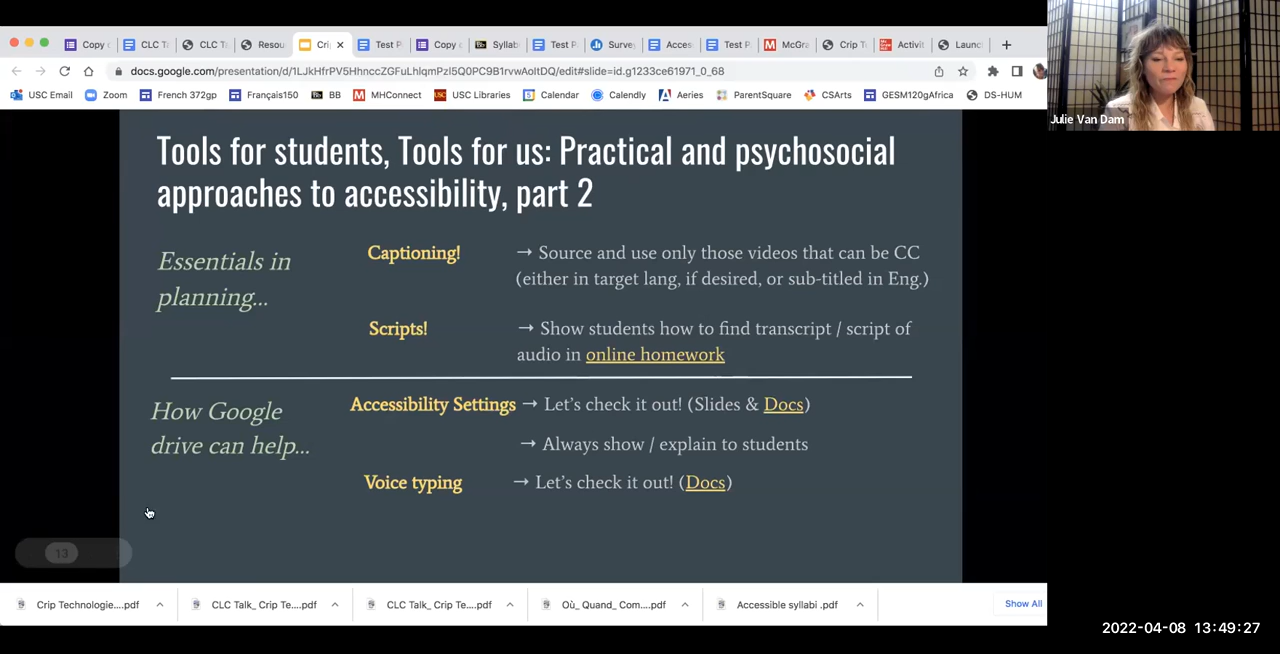 Copy
CLC T
CLC T
Resou
Cri
Test P
Copy
Syllab
Test P
Surve
Acces
Test P
McGra
Crip T
Activit
Launc
docs.google.com/presentation/d/1LJkHfrPV5HhnccZGFuLhlqmPzl5Q0PC9B1rvwAoltDQ/edit#slide=id.g1233ce61971_0_68
USC Email Zoom French 372gp Français150 BB MHConnect USC Libraries Calendar Calendly Aeries ParentSquare CSArts GESM120gAfrica DS-HUM
Julie Van Dam
Tools for students, Tools for us: Practical and psychosocial
approaches to accessibility, part 2
Essentials in
planning...
Captioning!
→ Source and use only those videos that can be CC
(either in target lang, if desired, or sub-titled in Eng.)
Scripts!
→ Show students how to find transcript / script of
audio in online homework
How Google
drive can help...
Accessibility Settings → Let's check it out! (Slides & Docs)
→ Always show / explain to students
Voice typing → Let's check it out! (Docs)
13
Crip Technologie....pdf
CLC Talk_ Crip Te....pdf
CLC Talk_ Crip Te....pdf
Où_ Quand_ Com....pdf
Accessible syllabi .pdf
Show All
2022-04-08 13:49:27